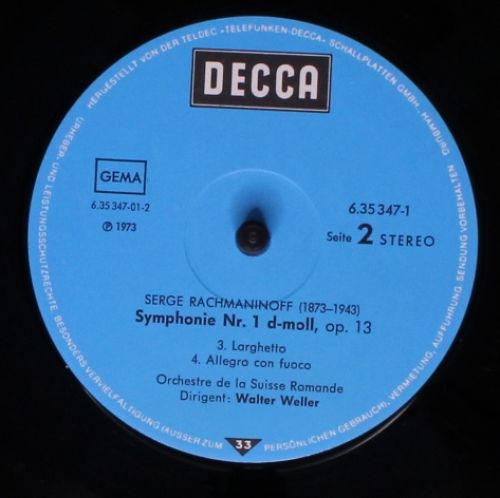 HERGESTELLT VON DER TELDEC »TELEFUNKEN-DECCA« SCHALLPLATTEN GMBH., HAMBURG
DECCA
GEMA
6.35 347-01-2
℗ 1973
6.35 347-1
Seite 2 STEREO
SERGE RACHMANINOFF (1873–1943)
Symphonie Nr. 1 d-moll, op. 13
3. Larghetto
4. Allegro con fuoco
Orchestre de la Suisse Romande
Dirigent: Walter Weller
URHEBER- UND LEISTUNGSSCHUTZRECHTE, BESONDERS VERVIELFÄLTIGUNG (AUSSER ZUM
33
PERSÖNLICHEN GEBRAUCH), VERMIETUNG, AUFFÜHRUNG, SENDUNG VORBEHALTEN